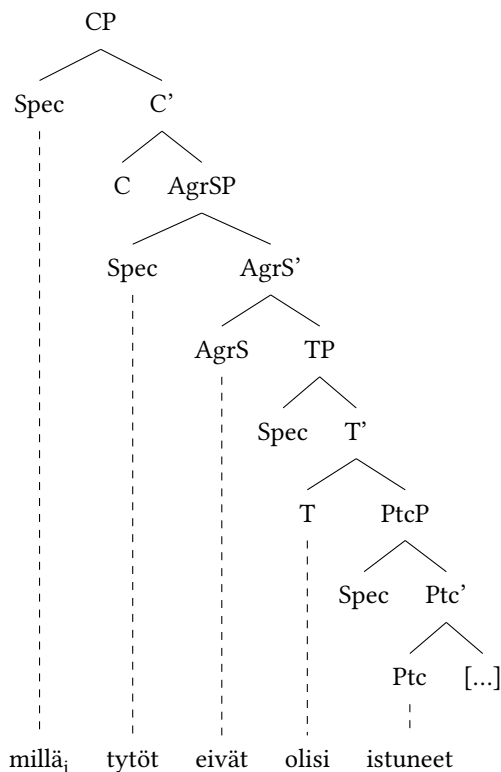 CP
Spec C’
C AgrSP
Spec AgrS’
AgrS TP
Spec T’
T PtcP
Spec Ptc’
Ptc [...]
milläᵢ tytöt eivät olisi istuneet